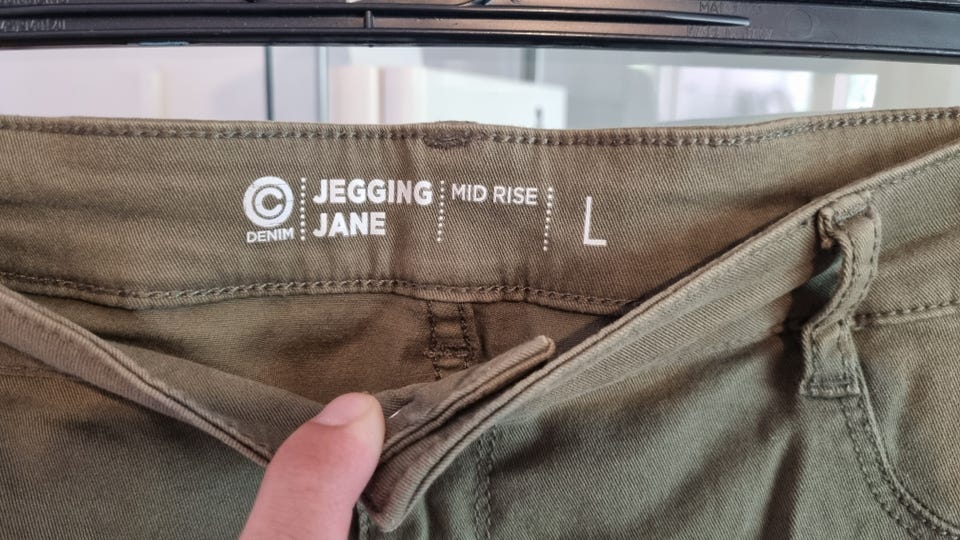 ©
DENIM
JEGGING
JANE
MID RISE
L